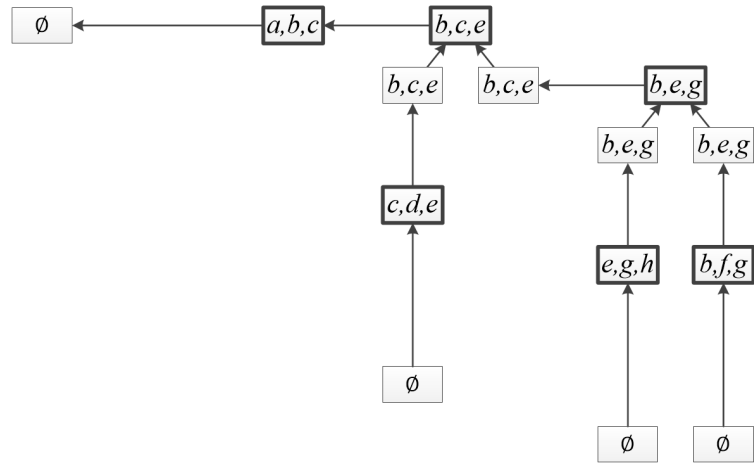 ∅ a,b,c b,c,e
b,c,e b,c,e b,e,g
b,e,g b,e,g
c,d,e
e,g,h b,f,g
∅
∅ ∅